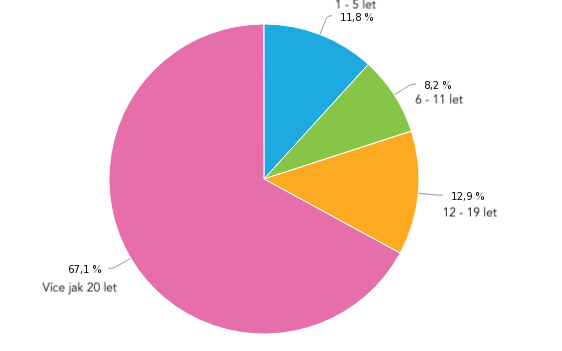 1 - 5 let
11,8 %
8,2 %
6 - 11 let
12,9 %
12 - 19 let
67,1 %
Více jak 20 let